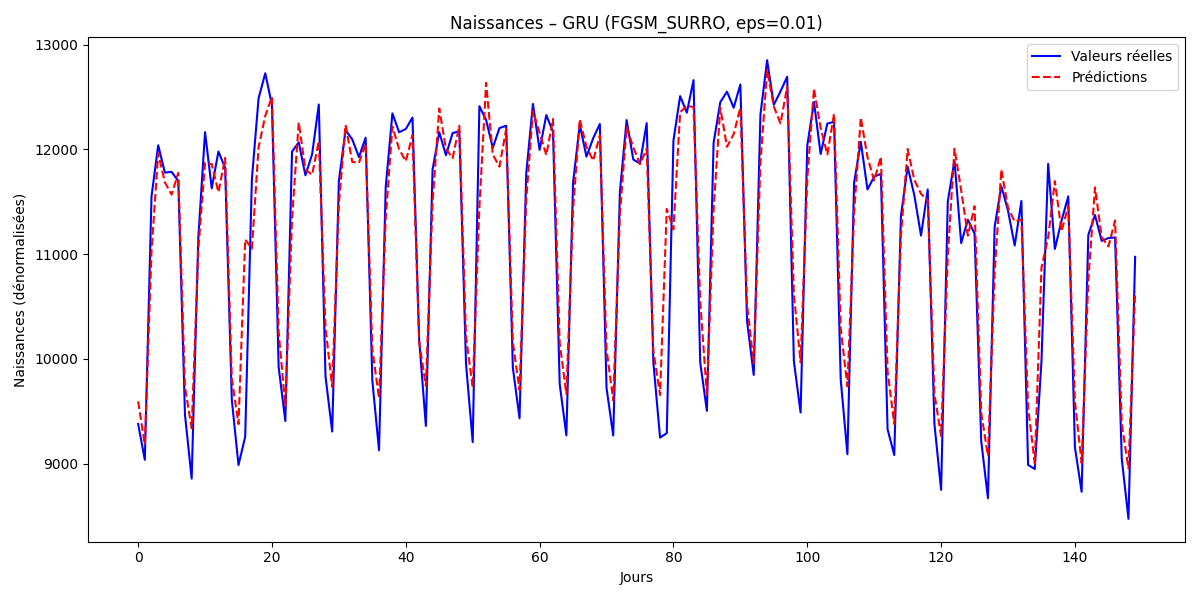 Naissances – GRU (FGSM_SURRO, eps=0.01)
Valeurs réelles
Prédictions
Naissances (dénormalisées)
13000
12000
11000
10000
9000
0 20 40 60 80 100 120 140
Jours